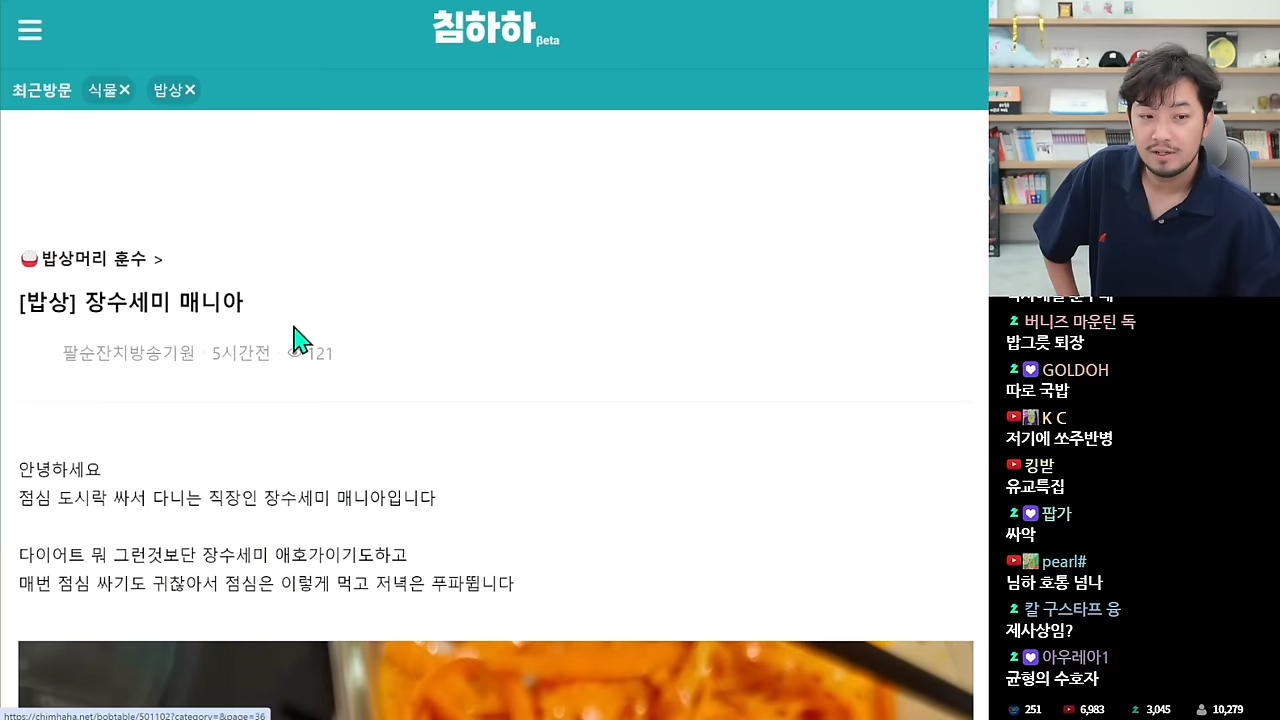 침하하 βeta
최근방문 식물✕ 밥상✕
밥상머리 훈수 >
[밥상] 장수세미 매니아
팔순잔치방송기원 · 5시간전 121
안녕하세요
점심 도시락 싸서 다니는 직장인 장수세미 매니아입니다
다이어트 뭐 그런것보단 장수세미 애호가이기도하고
매번 점심 싸기도 귀찮아서 점심은 이렇게 먹고 저녁은 푸파뜁니다
https://chimhaha.net/bobtable/501102?category=&page=36
버니즈 마운틴 독
밥그릇 퇴장
GOLDOH
따로 국밥
K C
저기에 쏘주반병
킹받
유교특집
팝가
싸악
pearl#
님하 호통 넘나
칼 구스타프 융
제사상임?
아우레아1
균형의 수호자
251 6,983 3,045 10,279